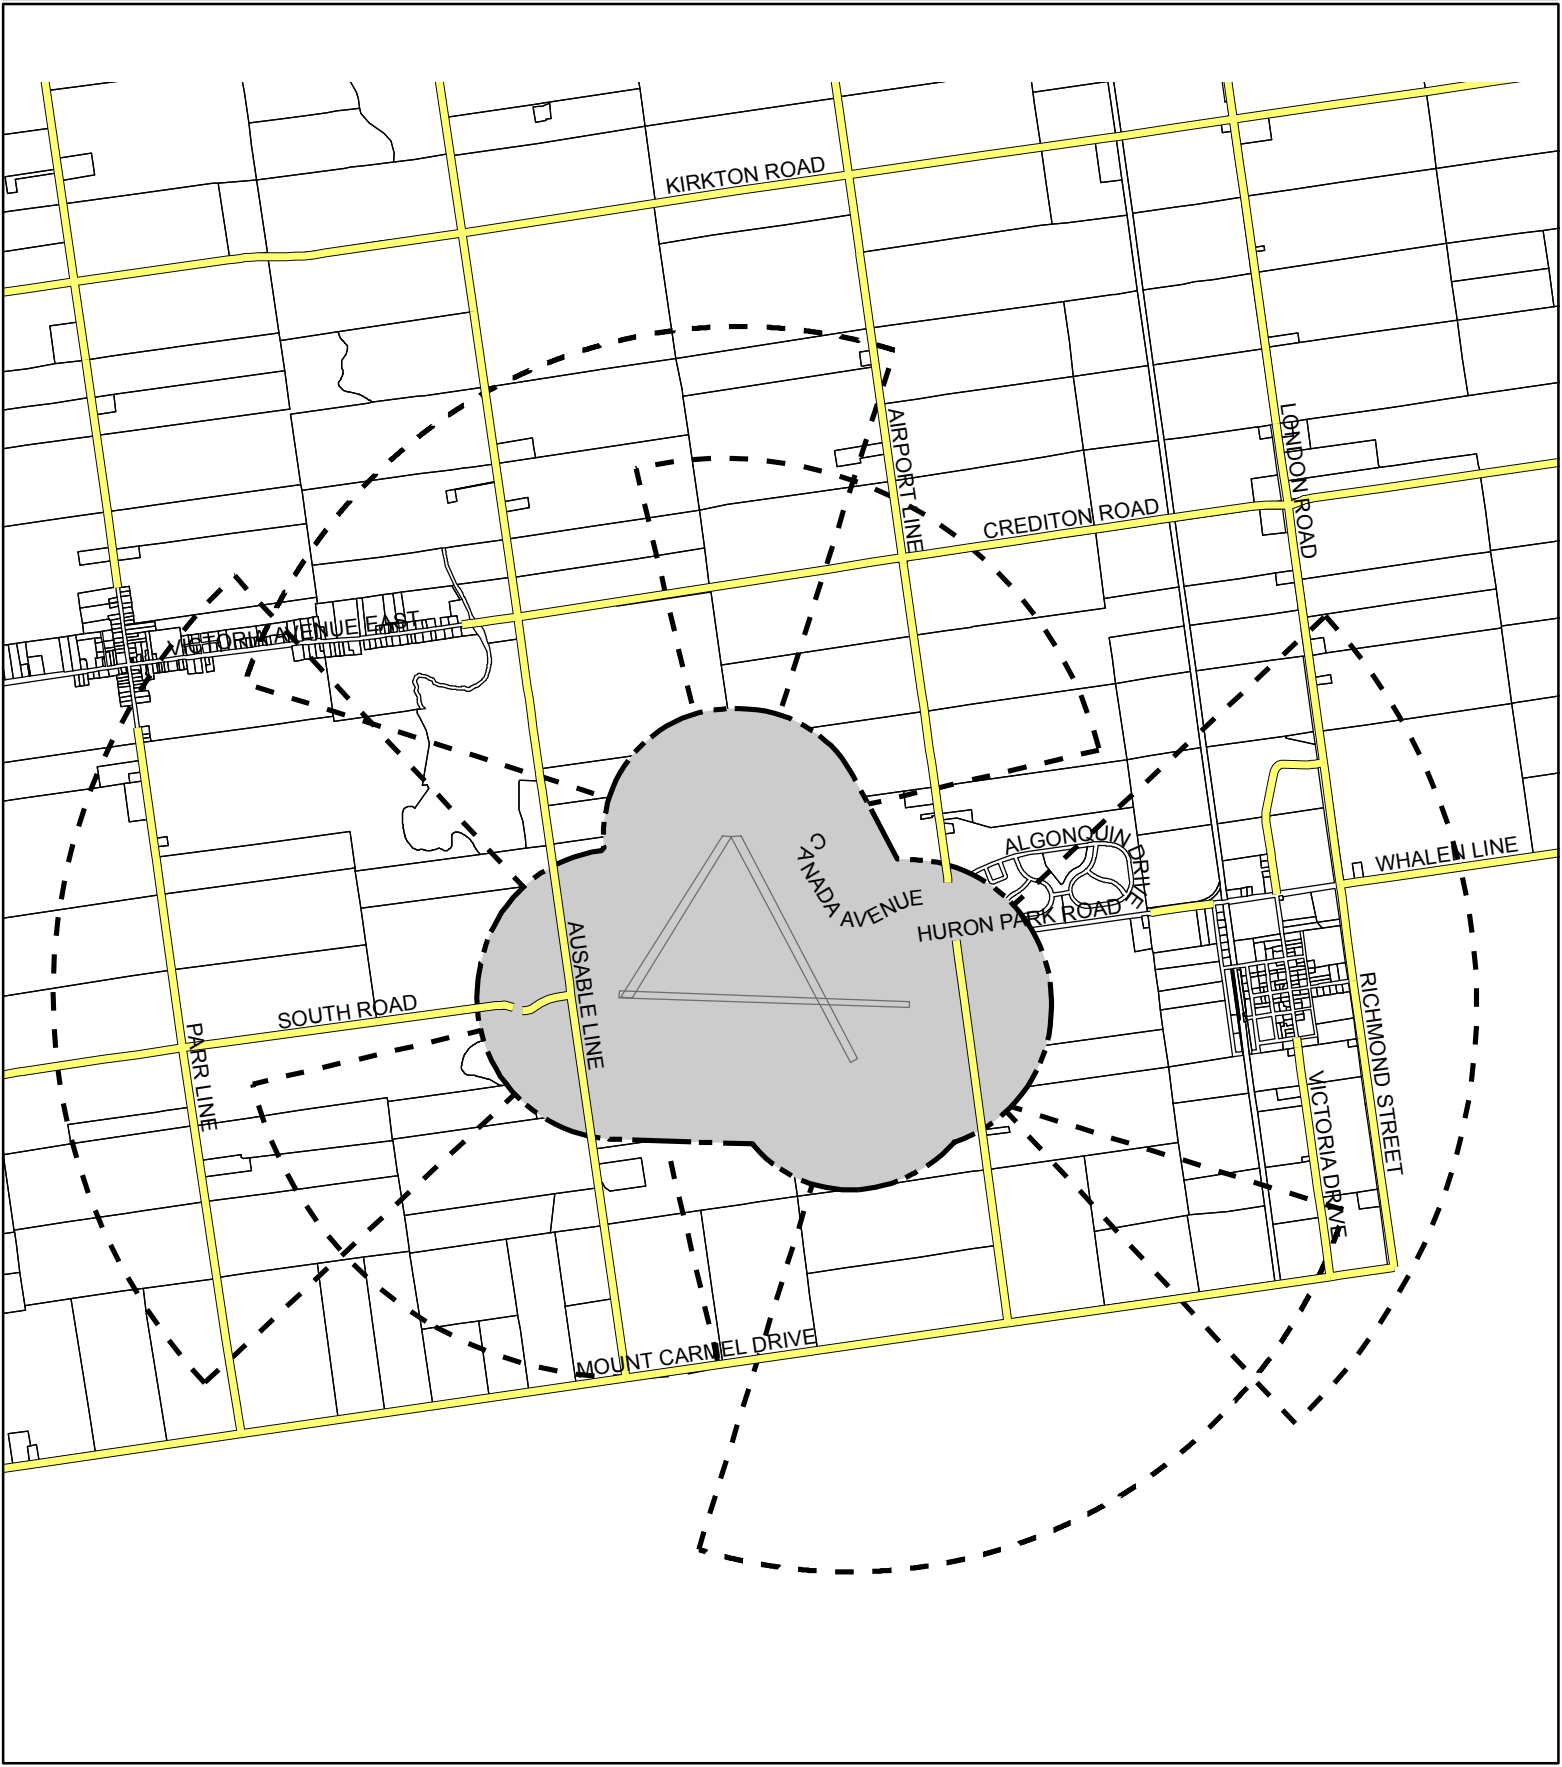 KIRKTON ROAD
AIRPORT LINE
LONDON ROAD
CREDITON ROAD
VICTORIA AVENUE EAST
CANADA AVENUE
ALGONQUIN DRIVE
WHALEN LINE
HURON PARK ROAD
AUSABLE LINE
SOUTH ROAD
PARR LINE
RICHMOND STREET
VICTORIA DRIVE
MOUNT CARMEL DRIVE